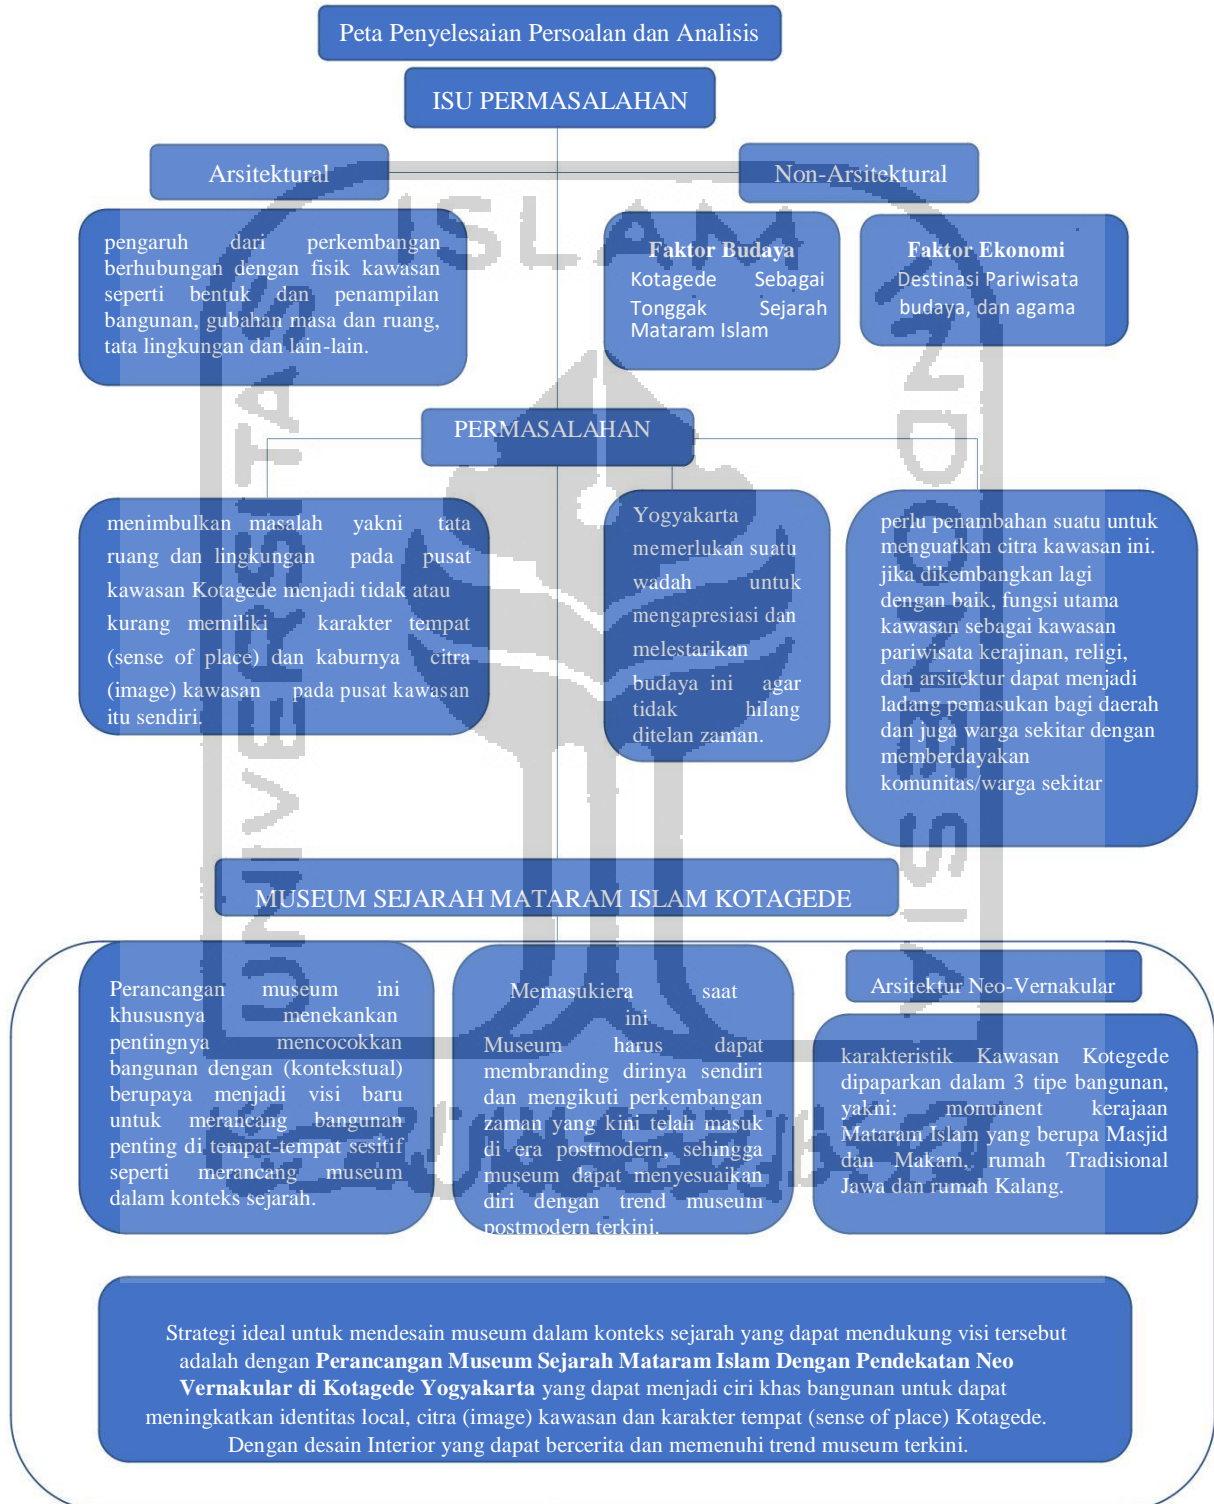 Peta Penyelesaian Persoalan dan Analisis
ISU PERMASALAHAN
Arsitektural
Non-Arsitektural
pengaruh dari perkembangan
berhubungan dengan fisik kawasan
seperti bentuk dan penampilan
bangunan, gubahan masa dan ruang,
tata lingkungan dan lain-lain.
Faktor Budaya
Kotagede Sebagai
Tonggak Sejarah
Mataram Islam
Faktor Ekonomi
Destinasi Pariwisata
budaya, dan agama
PERMASALAHAN
menimbulkan masalah yakni tata
ruang dan lingkungan pada pusat
kawasan Kotagede menjadi tidak atau
kurang memiliki karakter tempat
(sense of place) dan kaburnya citra
(image) kawasan pada pusat kawasan
itu sendiri.
Yogyakarta
memerlukan suatu
wadah untuk
mengapresiasi dan
melestarikan
budaya ini agar
tidak hilang
ditelan zaman.
perlu penambahan suatu untuk
menguatkan citra kawasan ini.
jika dikembangkan lagi
dengan baik, fungsi utama
kawasan sebagai kawasan
pariwisata kerajinan, religi,
dan arsitektur dapat menjadi
ladang pemasukan bagi daerah
dan juga warga sekitar dengan
memberdayakan
komunitas/warga sekitar
MUSEUM SEJARAH MATARAM ISLAM KOTAGEDE
Perancangan museum ini
khususnya menekankan
pentingnya mencocokkan
bangunan dengan (kontekstual)
berupaya menjadi visi baru
untuk merancang bangunan
penting di tempat-tempat sesitif
seperti merancang museum
dalam konteks sejarah.
Memasukiera saat
ini
Museum harus dapat
membranding dirinya sendiri
dan mengikuti perkembangan
zaman yang kini telah masuk
di era postmodern, sehingga
museum dapat menyesuaikan
diri dengan trend museum
postmodern terkini.
Arsitektur Neo-Vernakular
karakteristik Kawasan Kotegede
dipaparkan dalam 3 tipe bangunan,
yakni: monument kerajaan
Mataram Islam yang berupa Masjid
dan Makam, rumah Tradisional
Jawa dan rumah Kalang.
Strategi ideal untuk mendesain museum dalam konteks sejarah yang dapat mendukung visi tersebut
adalah dengan Perancangan Museum Sejarah Mataram Islam Dengan Pendekatan Neo
Vernakular di Kotagede Yogyakarta yang dapat menjadi ciri khas bangunan untuk dapat
meningkatkan identitas local, citra (image) kawasan dan karakter tempat (sense of place) Kotagede.
Dengan desain Interior yang dapat bercerita dan memenuhi trend museum terkini.
UNIVERSITAS
ISLAM
INDONESIA